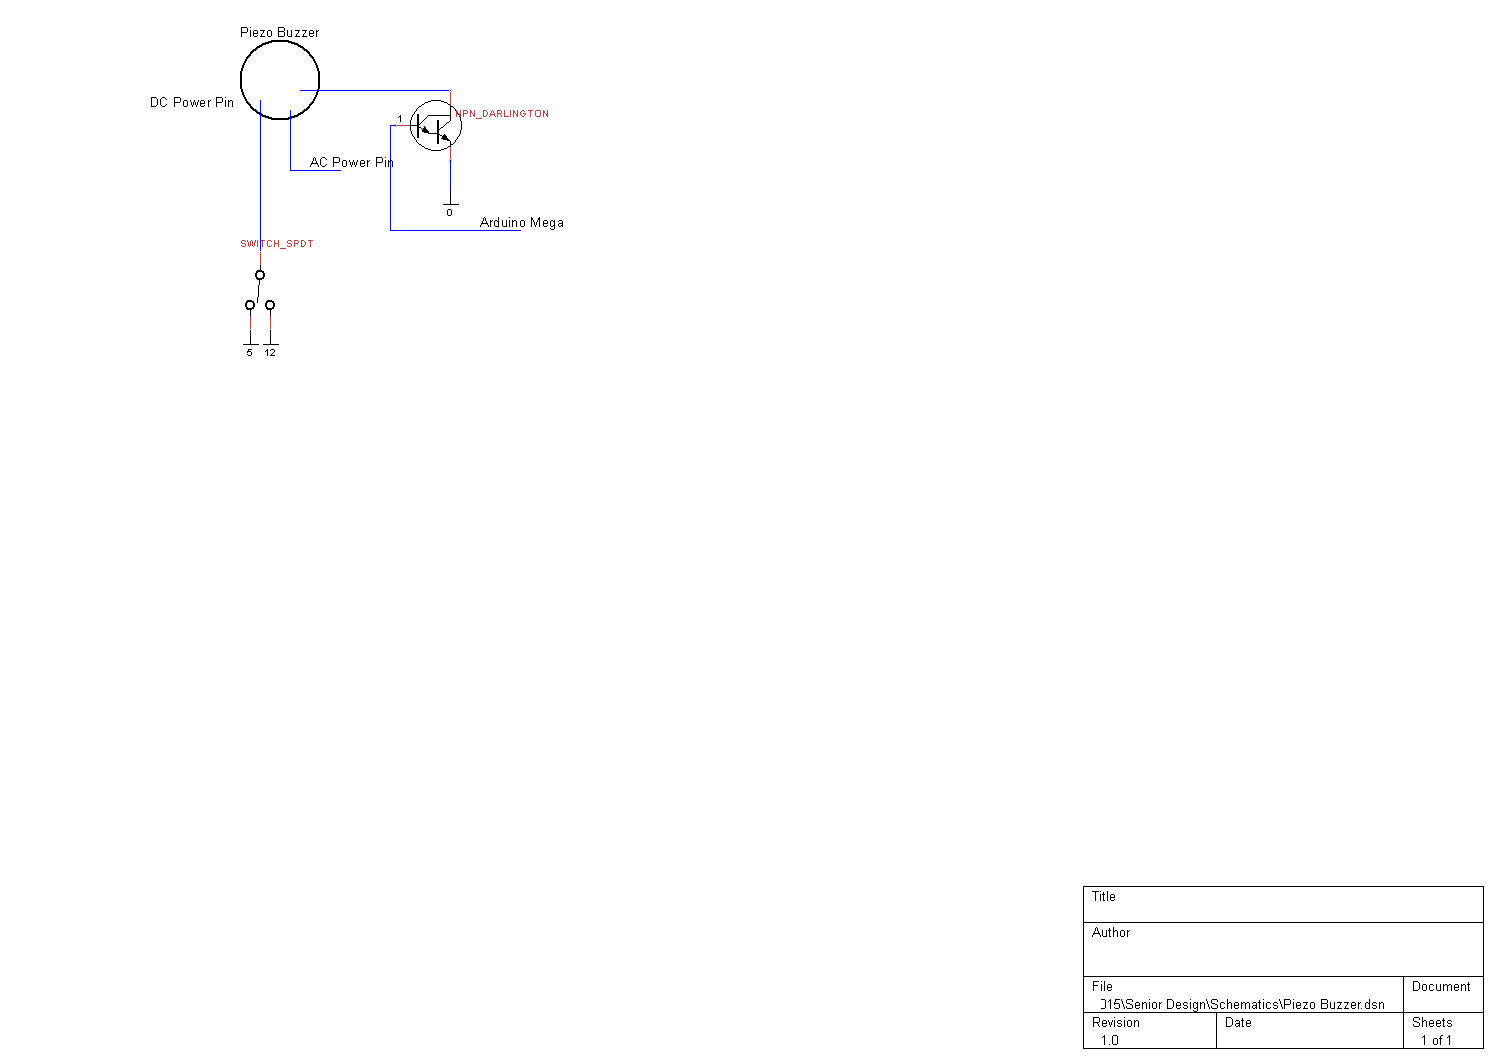 Piezo Buzzer
DC Power Pin
NPN_DARLINGTON
1
AC Power Pin
0
Arduino Mega
SWITCH_SPDT
5 12
Title
Author
File
Document
015\Senior Design\Schematics\Piezo Buzzer.dsn
Revision
Date
Sheets
1.0
1 of 1